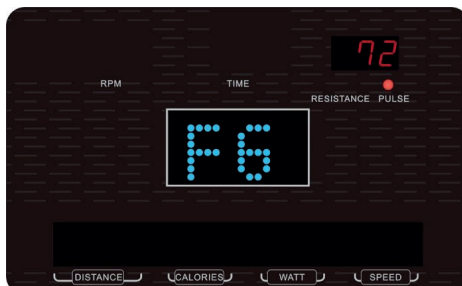 72
RPM TIME
RESISTANCE PULSE
F6
DISTANCE CALORIES WATT SPEED